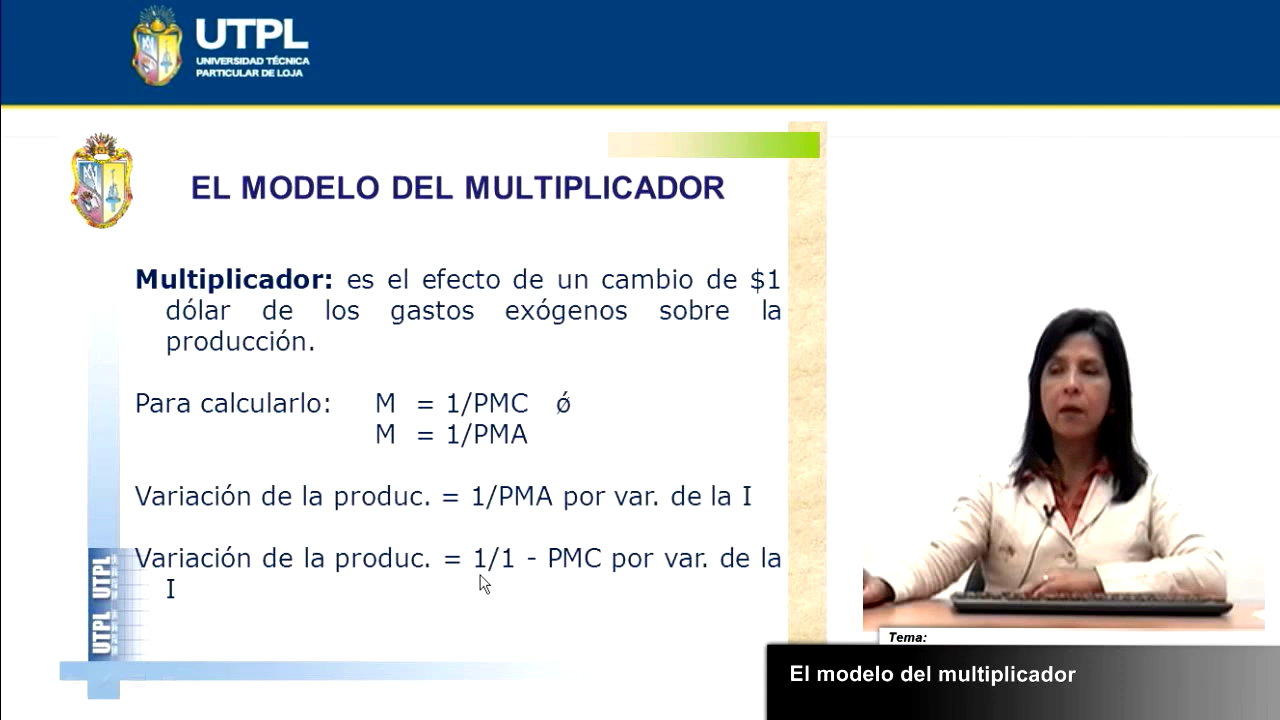 UTPL
UNIVERSIDAD TÉCNICA
PARTICULAR DE LOJA
EL MODELO DEL MULTIPLICADOR
Multiplicador: es el efecto de un cambio de $1
dólar de los gastos exógenos sobre la
producción.
Para calcularlo: M = 1/PMC ǿ
M = 1/PMA
Variación de la produc. = 1/PMA por var. de la I
Variación de la produc. = 1/1 - PMC por var. de la
I
UTPL UTPL
Tema:
El modelo del multiplicador